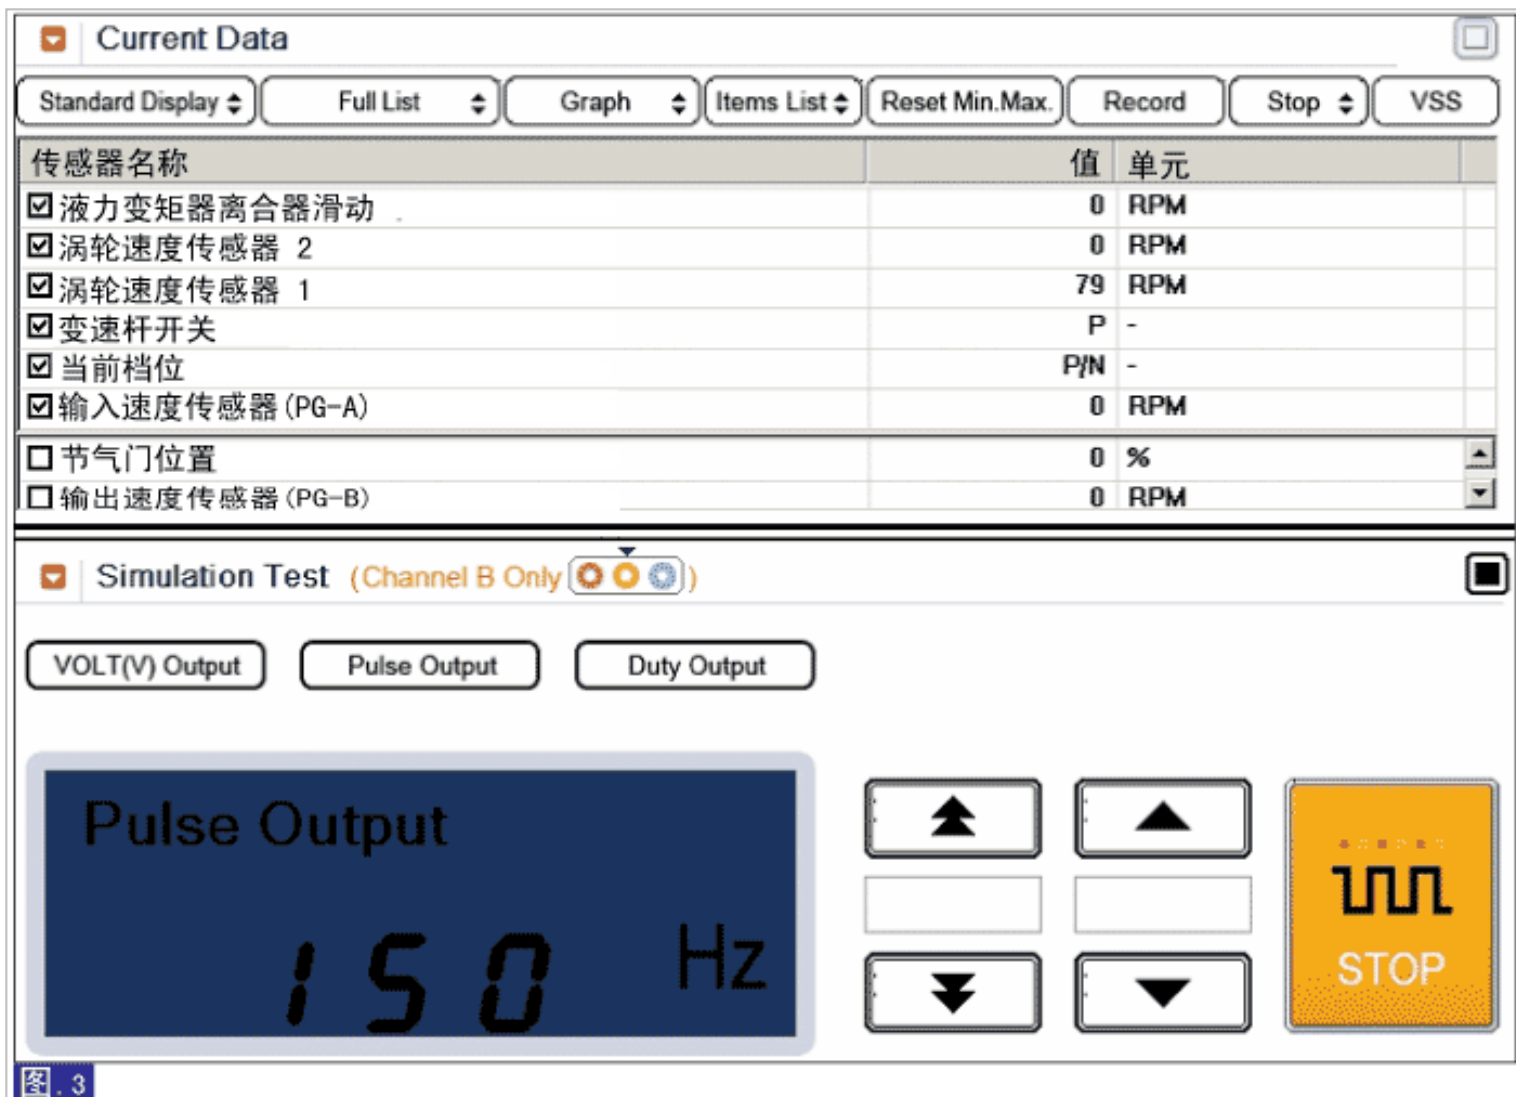 Current Data
Standard Display Full List Graph Items List Reset Min.Max. Record Stop VSS
传感器名称 值 单元
液力变矩器离合器滑动 0 RPM
涡轮速度传感器 2 0 RPM
涡轮速度传感器 1 79 RPM
变速杆开关 P -
当前档位 P/N -
输入速度传感器(PG-A) 0 RPM
节气门位置 0 %
输出速度传感器(PG-B) 0 RPM
Simulation Test (Channel B Only )
VOLT(V) Output Pulse Output Duty Output
Pulse Output
150 Hz
STOP
图.3